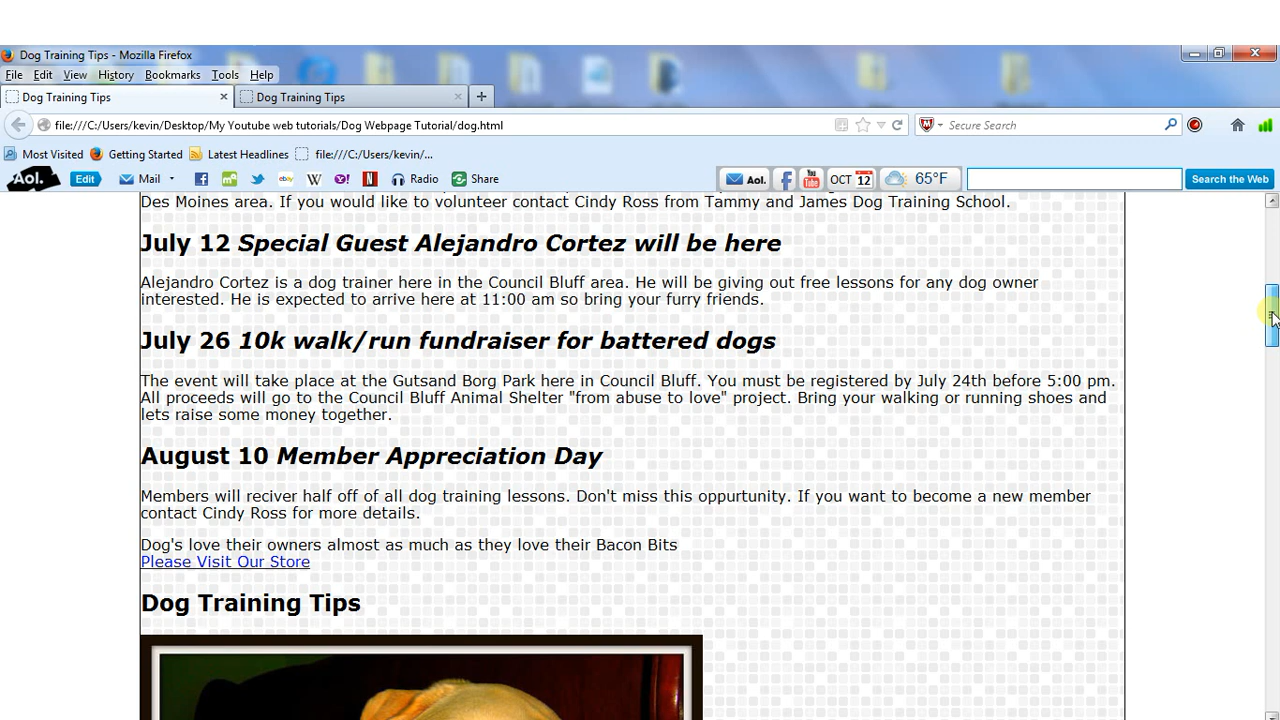 Dog Training Tips - Mozilla Firefox
File Edit View History Bookmarks Tools Help
Dog Training Tips Dog Training Tips
file:///C:/Users/kevin/Desktop/My Youtube web tutorials/Dog Webpage Tutorial/dog.html Secure Search
Most Visited Getting Started Latest Headlines file:///C:/Users/kevin/...
Aol. Edit Mail Radio Share Aol. You Tube OCT 12 65°F Search the Web
Des Moines area. If you would like to volunteer contact Cindy Ross from Tammy and James Dog Training School.
July 12 Special Guest Alejandro Cortez will be here
Alejandro Cortez is a dog trainer here in the Council Bluff area. He will be giving out free lessons for any dog owner
interested. He is expected to arrive here at 11:00 am so bring your furry friends.
July 26 10k walk/run fundraiser for battered dogs
The event will take place at the Gutsand Borg Park here in Council Bluff. You must be registered by July 24th before 5:00 pm.
All proceeds will go to the Council Bluff Animal Shelter "from abuse to love" project. Bring your walking or running shoes and
lets raise some money together.
August 10 Member Appreciation Day
Members will reciver half off of all dog training lessons. Don't miss this oppurtunity. If you want to become a new member
contact Cindy Ross for more details.
Dog's love their owners almost as much as they love their Bacon Bits
Please Visit Our Store
Dog Training Tips